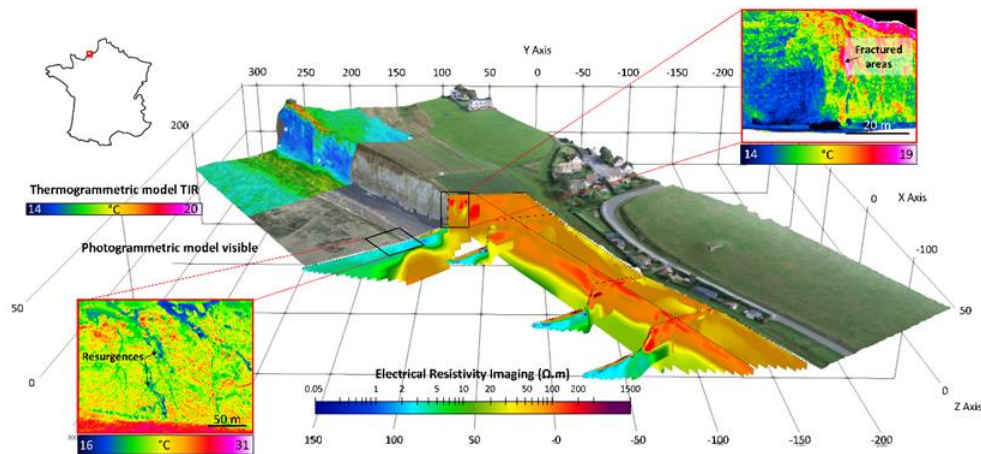 Y Axis
300 250 200 150 100 50 0 -50 -100 -150 -200
200
Fractured
areas
20 m
14 °C 19
Thermogrammetric model TIR
14 °C 20
Photogrammetric model visible
0
X Axis
-100
50
50
0
0
Z Axis
Resurgences
50 m
16 °C 31
Electrical Resistivity Imaging (Ω.m)
0.05 1 2 5 10 20 50 100 200 1500
150 100 50 -0 -50 -100 -150 -200